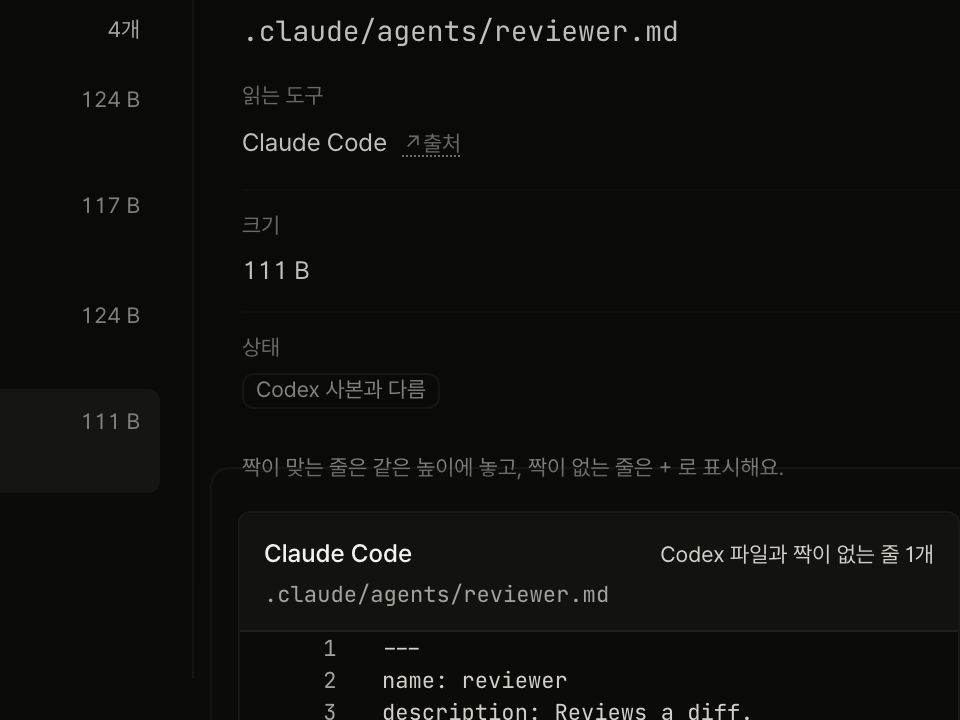 4개
124 B
117 B
124 B
111 B
.claude/agents/reviewer.md
읽는 도구
Claude Code ↗출처
크기
111 B
상태
Codex 사본과 다름
짝이 맞는 줄은 같은 높이에 놓고, 짝이 없는 줄은 + 로 표시해요.
Claude Code
Codex 파일과 짝이 없는 줄 1개
.claude/agents/reviewer.md
1 ---
2 name: reviewer
3 description: Reviews a diff.